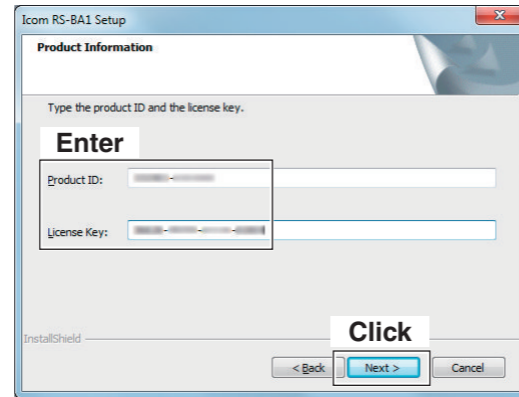 Icom RS-BA1 Setup
Product Information
Type the product ID and the license key.
Enter
Product ID:
License Key:
InstallShield
Click
< Back
Next >
Cancel